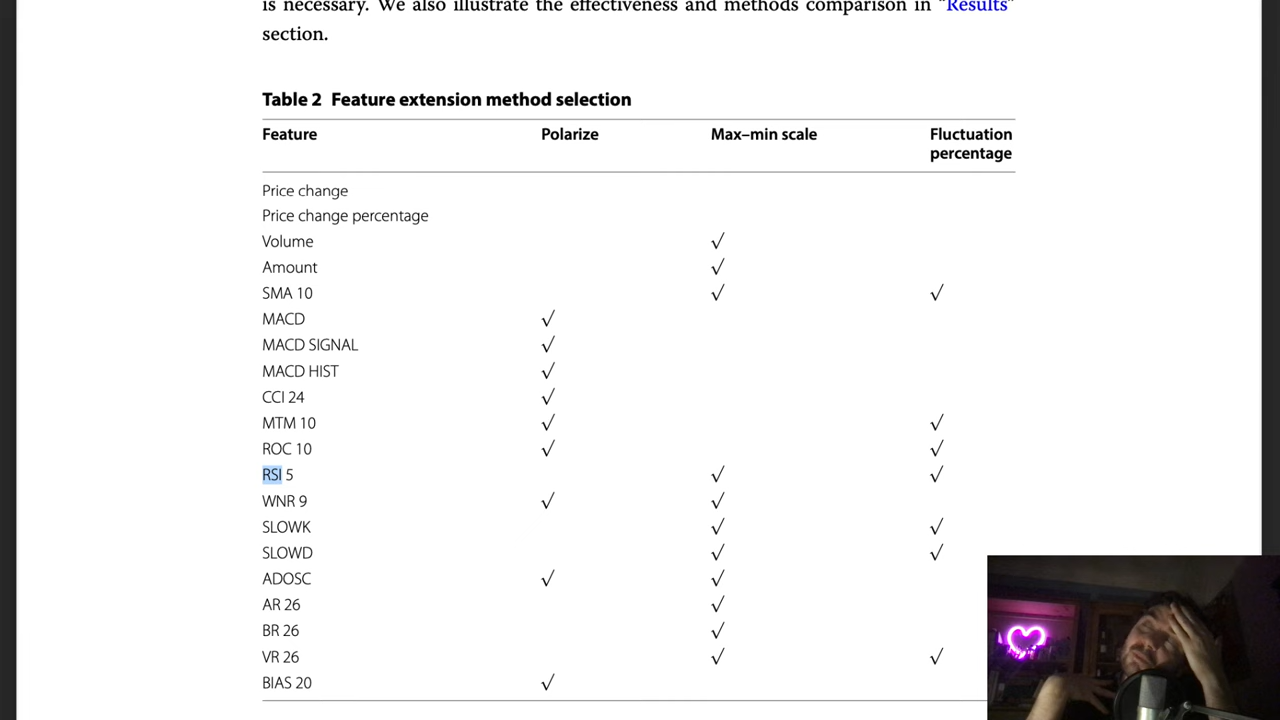 is necessary. We also illustrate the effectiveness and methods comparison in "Results"
section.
Table 2 Feature extension method selection
Feature Polarize Max–min scale Fluctuation percentage
Price change
Price change percentage
Volume √
Amount √
SMA 10 √ √
MACD √
MACD SIGNAL √
MACD HIST √
CCI 24 √
MTM 10 √ √
ROC 10 √ √
RSI 5 √ √
WNR 9 √ √
SLOWK √ √
SLOWD √ √
ADOSC √ √
AR 26 √
BR 26 √
VR 26 √ √
BIAS 20 √